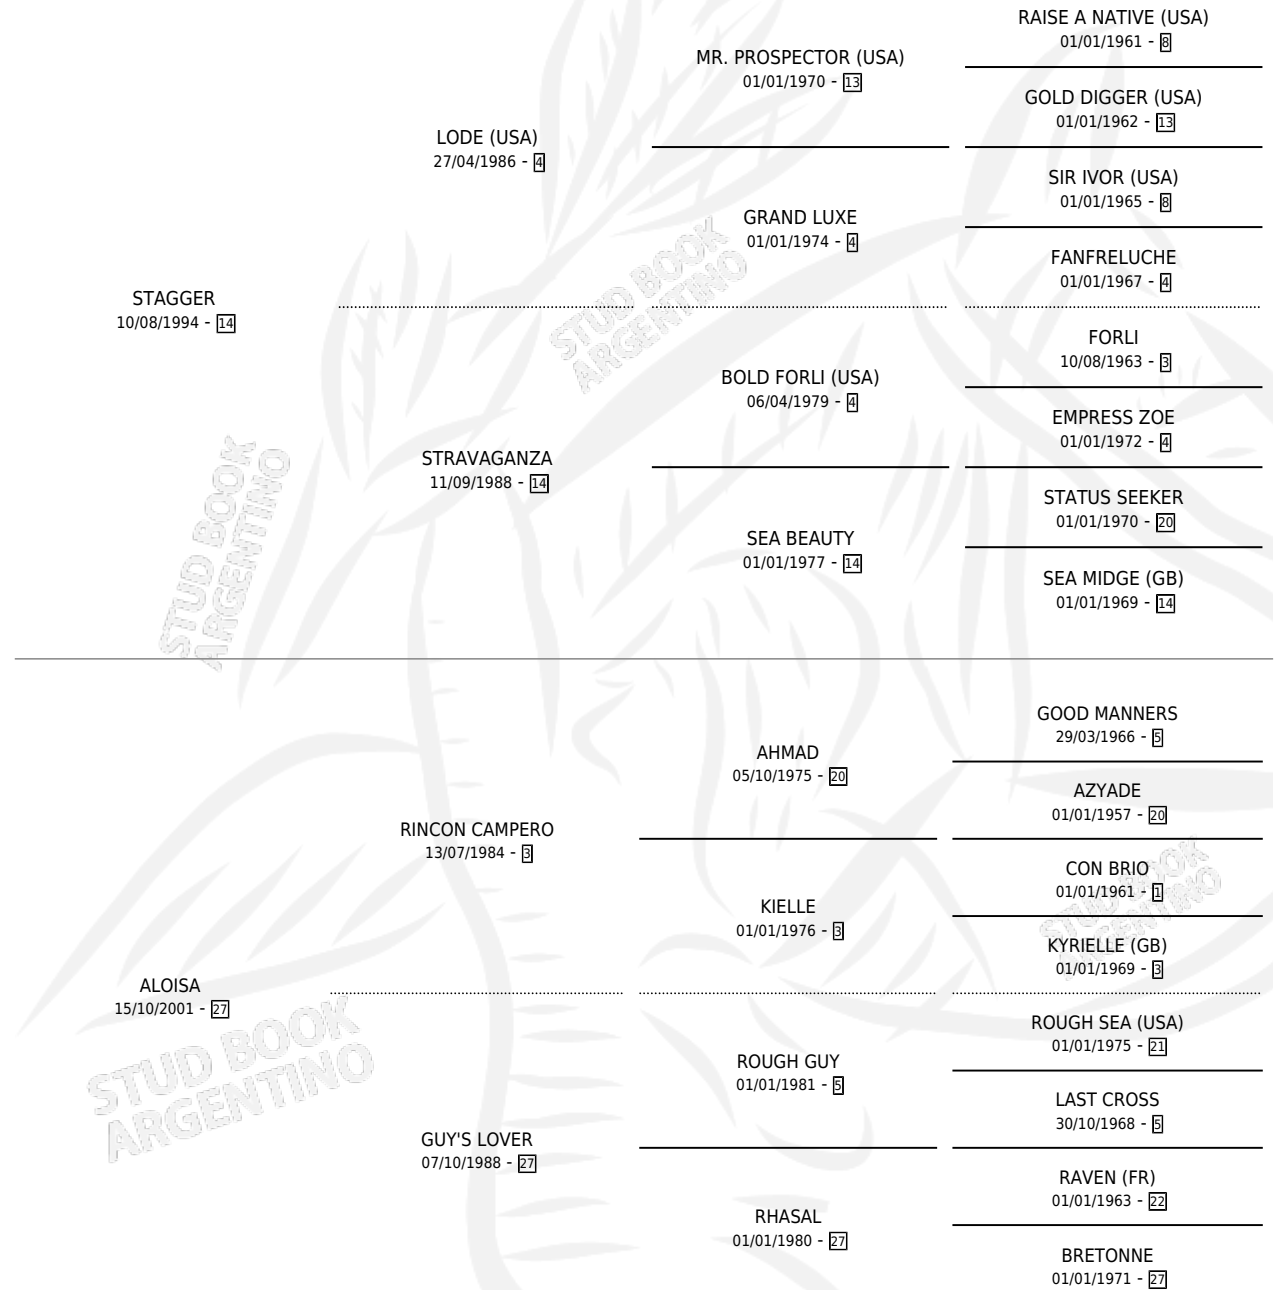 RAISE A NATIVE (USA)
01/01/1961 - 8
MR. PROSPECTOR (USA)
01/01/1970 - 13
GOLD DIGGER (USA)
01/01/1962 - 13
LODE (USA)
27/04/1986 - 4
SIR IVOR (USA)
01/01/1965 - 8
GRAND LUXE
01/01/1974 - 4
FANFRELUCHE
01/01/1967 - 4
STAGGER
10/08/1994 - 14
STUD BOOK
ARGENTINO
FORLI
10/08/1963 - 3
BOLD FORLI (USA)
06/04/1979 - 4
EMPRESS ZOE
01/01/1972 - 4
STRAVAGANZA
11/09/1988 - 14
STATUS SEEKER
01/01/1970 - 20
SEA BEAUTY
01/01/1977 - 14
SEA MIDGE (GB)
01/01/1969 - 14
STUD BOOK
ARGENTINO
GOOD MANNERS
29/03/1966 - 5
AHMAD
05/10/1975 - 20
AZYADE
01/01/1957 - 20
RINCON CAMPERO
13/07/1984 - 3
CON BRIO
01/01/1961 - 1
KIELLE
01/01/1976 - 3
KYRIELLE (GB)
01/01/1969 - 3
STUD BOOK
ARGENTINO
ALOISA
15/10/2001 - 27
STUD BOOK
ARGENTINO
ROUGH SEA (USA)
01/01/1975 - 21
ROUGH GUY
01/01/1981 - 5
LAST CROSS
30/10/1968 - 5
GUY'S LOVER
07/10/1988 - 27
RAVEN (FR)
01/01/1963 - 22
RHASAL
01/01/1980 - 27
BRETONNE
01/01/1971 - 27